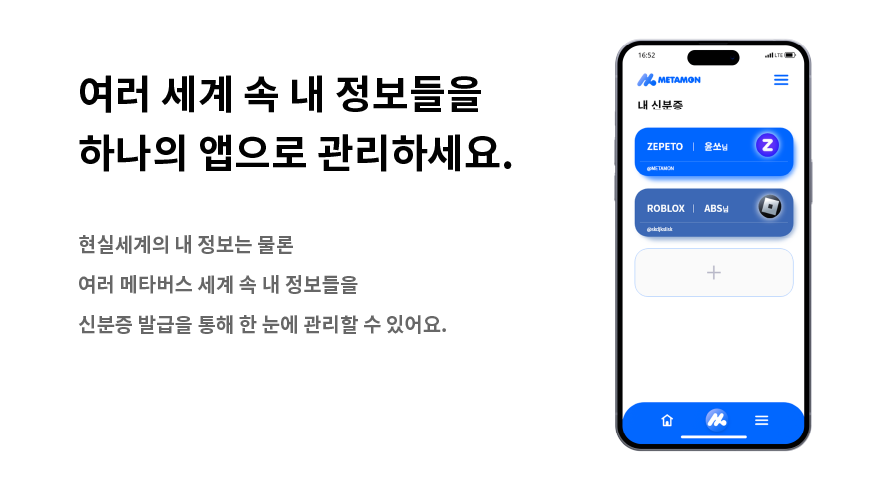 여러 세계 속 내 정보들을
하나의 앱으로 관리하세요.
현실세계의 내 정보는 물론
여러 메타버스 세계 속 내 정보들을
신분증 발급을 통해 한 눈에 관리할 수 있어요.
16:52
LTE
METAMON
내 신분증
ZEPETO | 윤쏘님
@METAMON
ROBLOX | ABS님